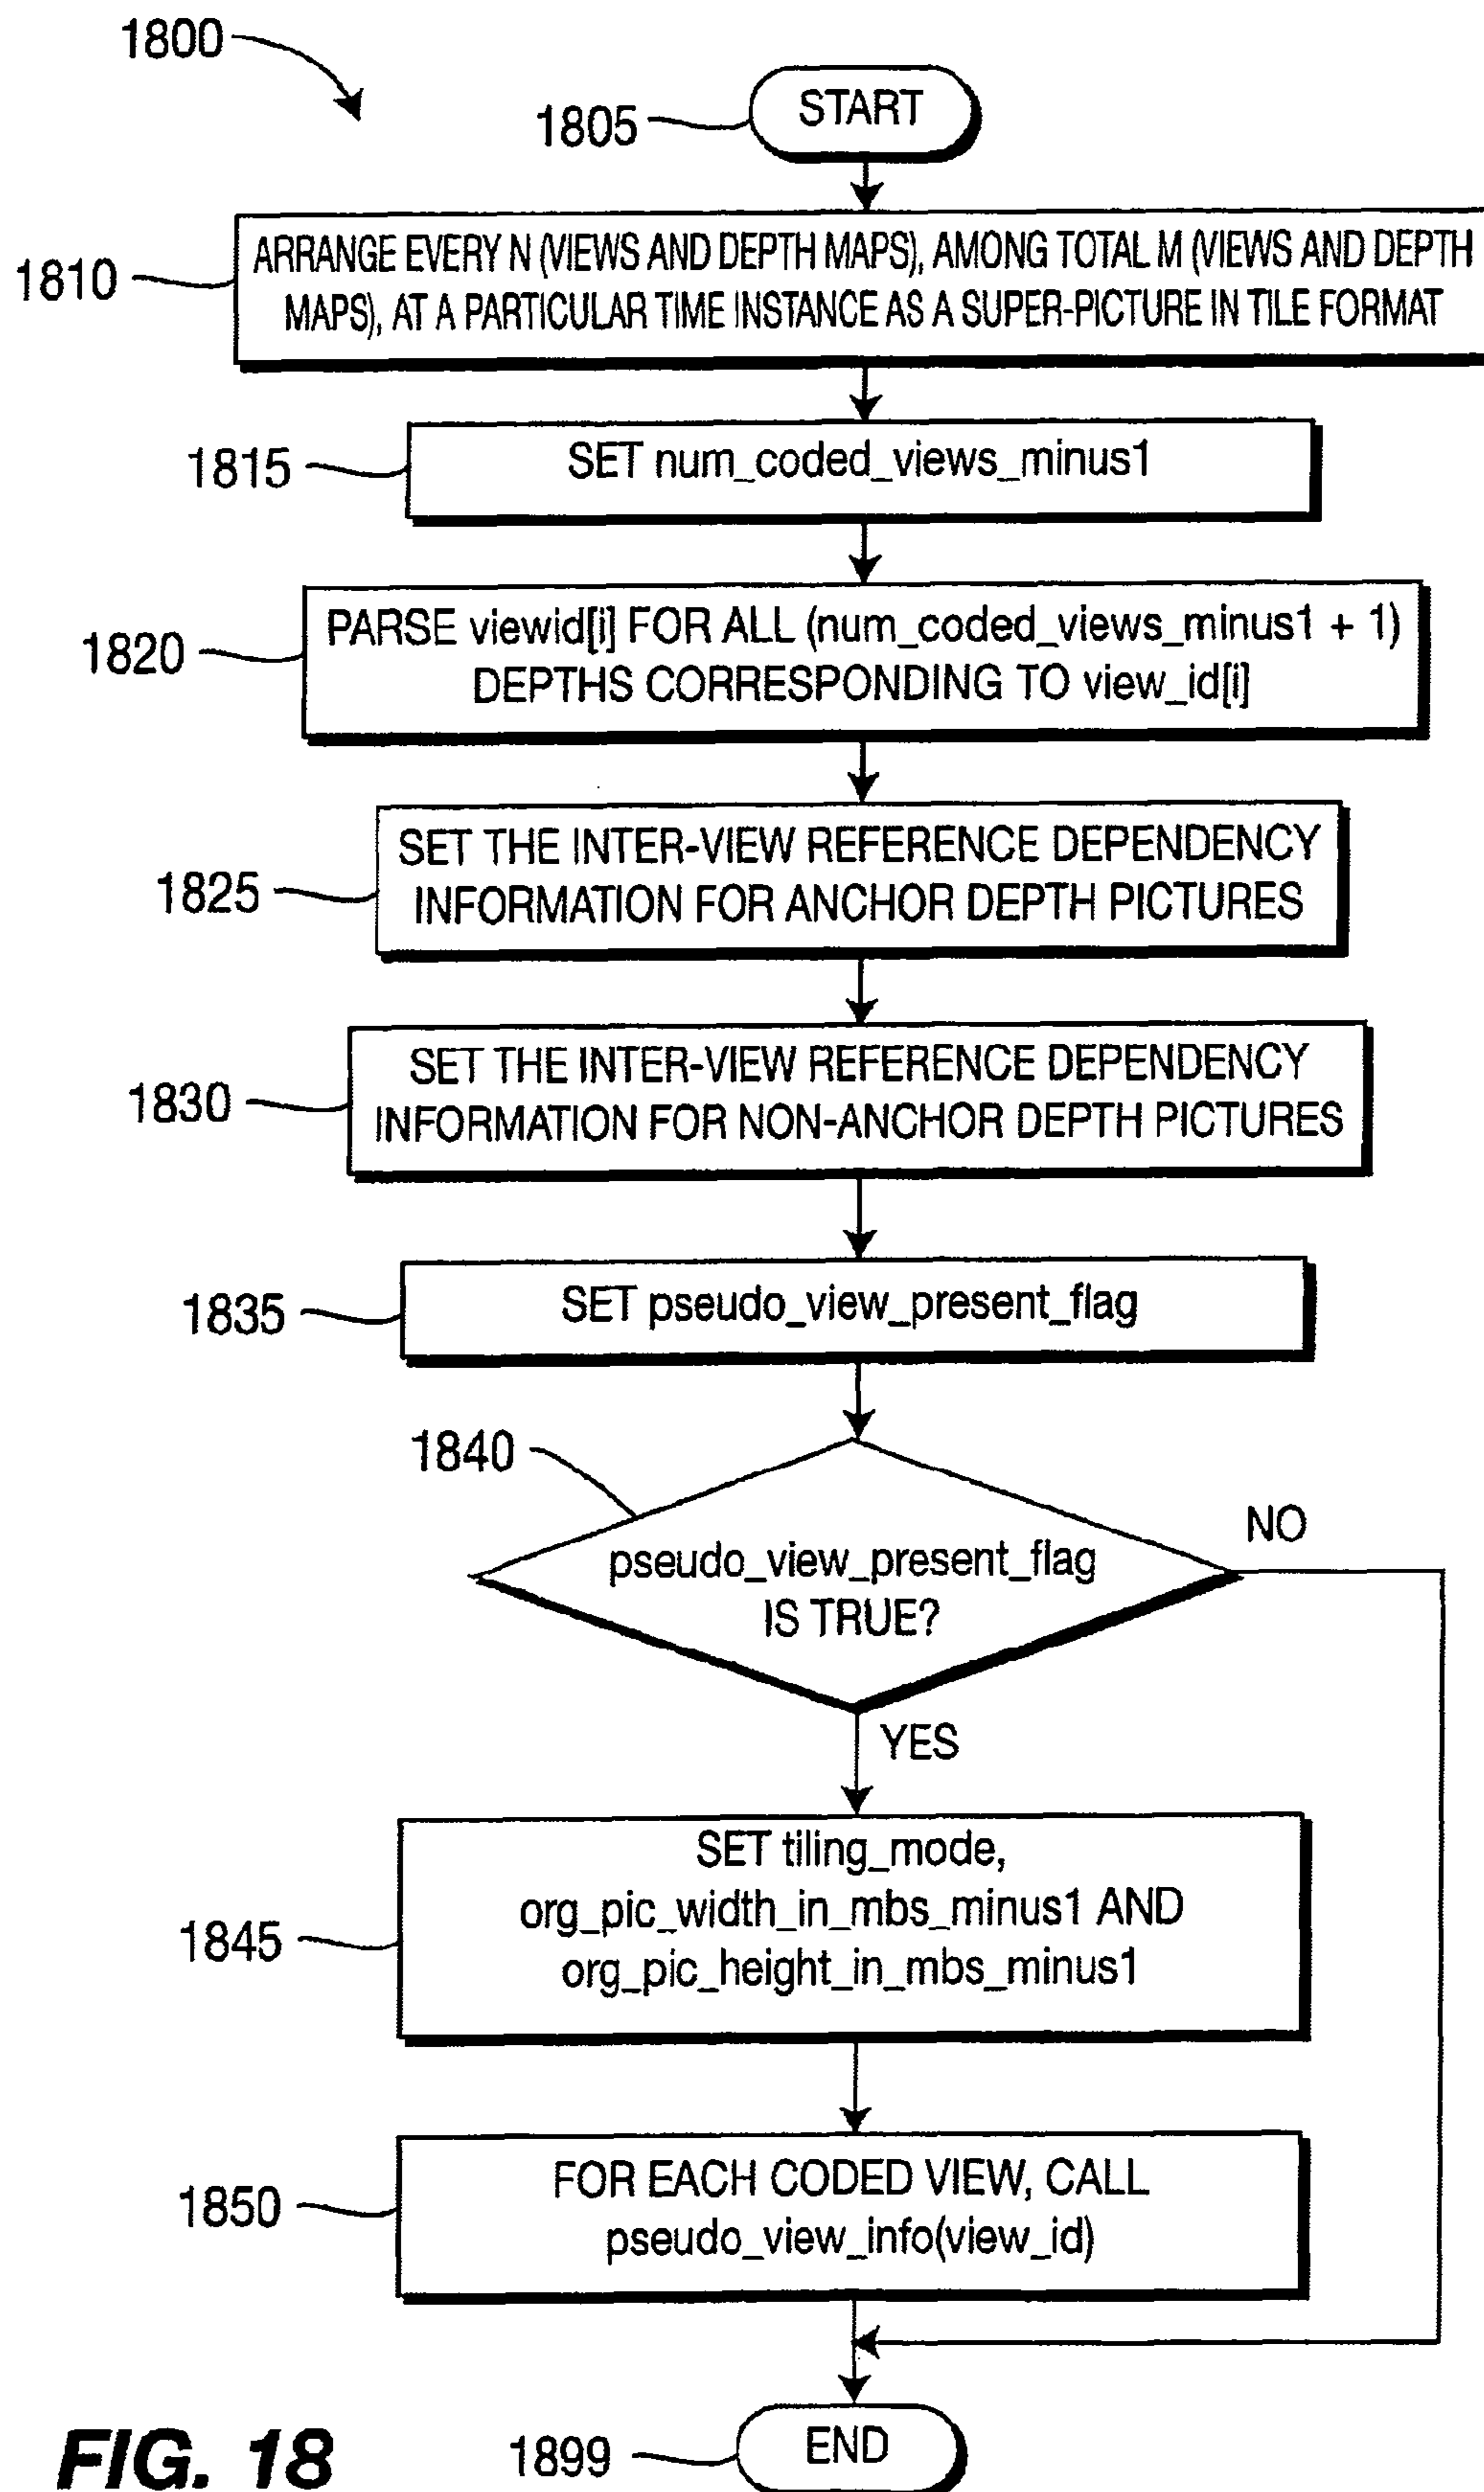 1800
1805
START
1810
ARRANGE EVERY N (VIEWS AND DEPTH MAPS), AMONG TOTAL M (VIEWS AND DEPTH
MAPS), AT A PARTICULAR TIME INSTANCE AS A SUPER-PICTURE IN TILE FORMAT
1815
SET num_coded_views_minus1
1820
PARSE viewid[i] FOR ALL (num_coded_views_minus1 + 1)
DEPTHS CORRESPONDING TO view_id[i]
1825
SET THE INTER-VIEW REFERENCE DEPENDENCY
INFORMATION FOR ANCHOR DEPTH PICTURES
1830
SET THE INTER-VIEW REFERENCE DEPENDENCY
INFORMATION FOR NON-ANCHOR DEPTH PICTURES
1835
SET pseudo_view_present_flag
1840
pseudo_view_present_flag
IS TRUE?
NO
YES
1845
SET tiling_mode,
org_pic_width_in_mbs_minus1 AND
org_pic_height_in_mbs_minus1
1850
FOR EACH CODED VIEW, CALL
pseudo_view_info(view_id)
FIG. 18
1899
END